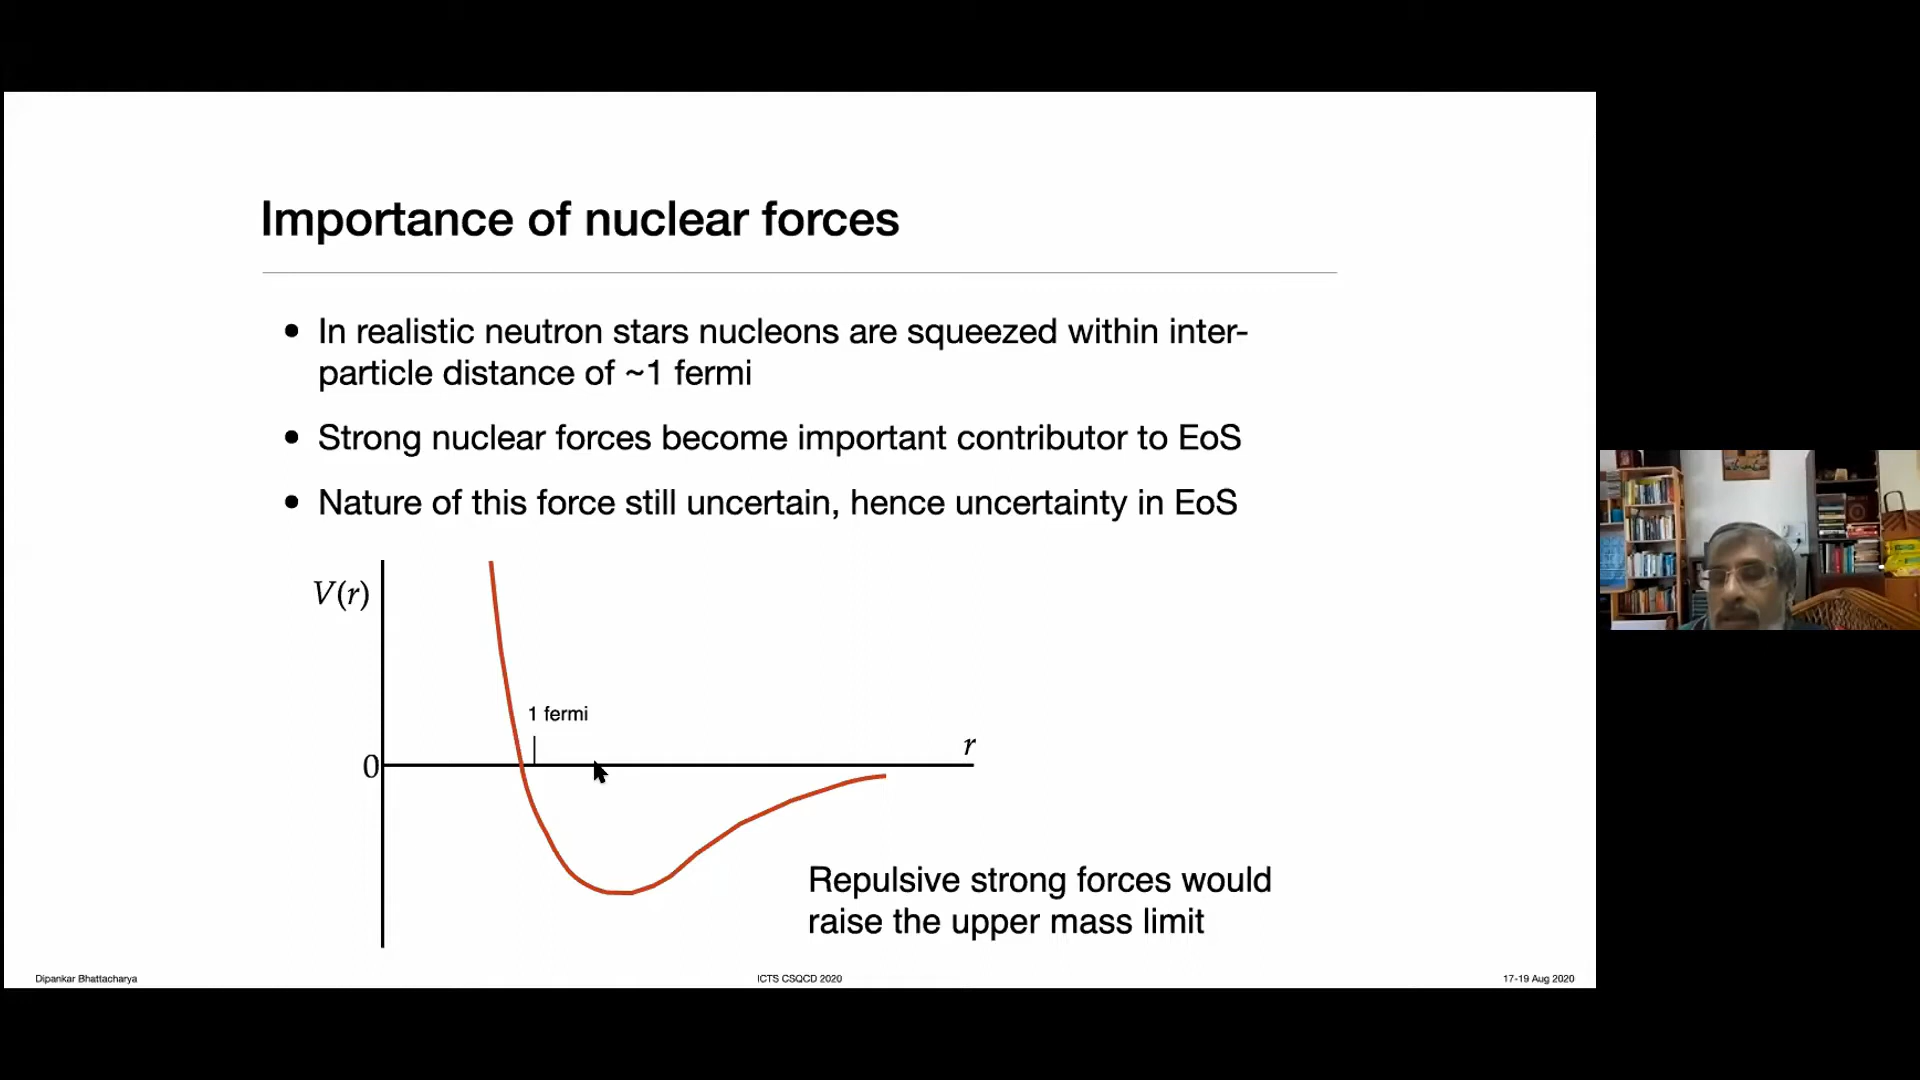 Importance of nuclear forces
• In realistic neutron stars nucleons are squeezed within inter-
particle distance of ~1 fermi
• Strong nuclear forces become important contributor to EoS
• Nature of this force still uncertain, hence uncertainty in EoS
V(r)
1 fermi
r
0
Repulsive strong forces would
raise the upper mass limit
Dipankar Bhattacharya
ICTS CSQCD 2020
17-19 Aug 2020